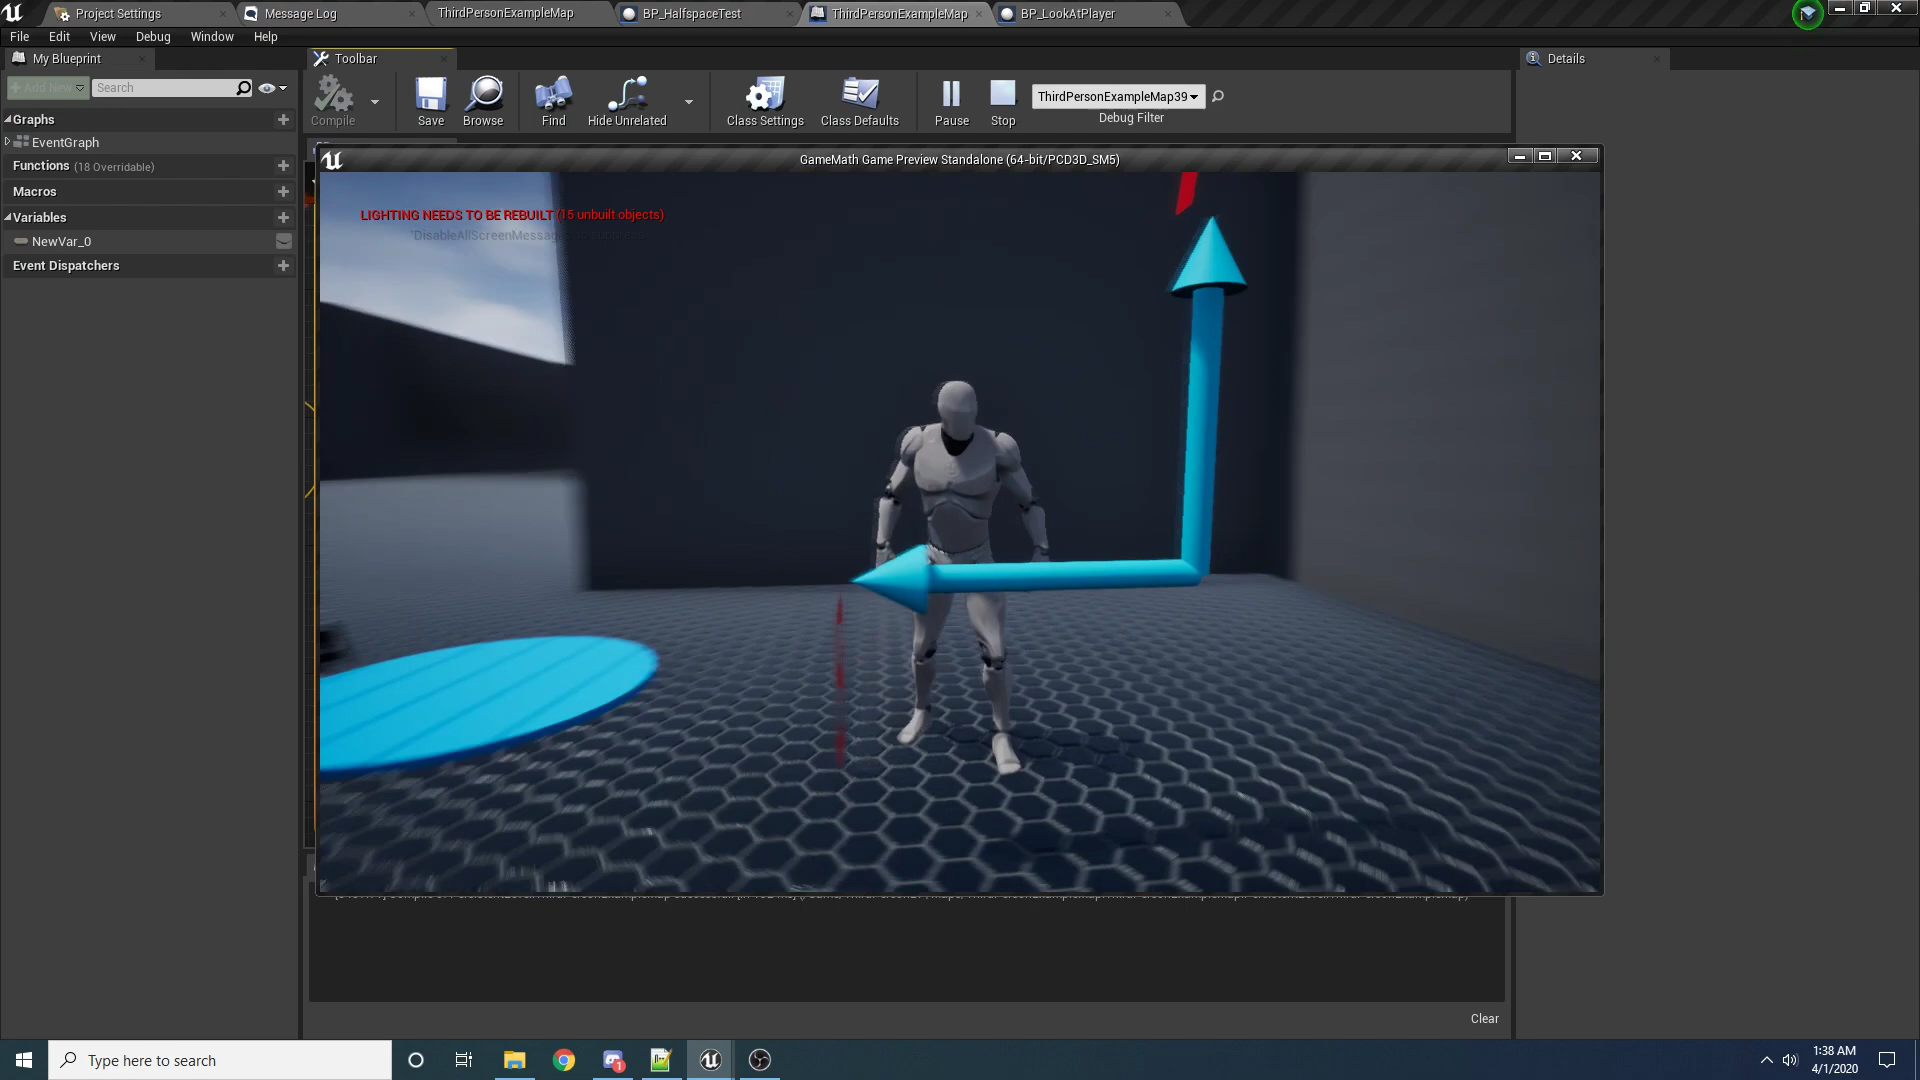 Project Settings
Message Log
ThirdPersonExampleMap
BP_HalfspaceTest
ThirdPersonExampleMap
BP_LookAtPlayer
File Edit View Debug Window Help
My Blueprint
Toolbar
Details
Add New
Search
Compile
Save
Browse
Find
Hide Unrelated
Class Settings
Class Defaults
Pause
Stop
ThirdPersonExampleMap39
Debug Filter
Graphs
EventGraph
Functions (18 Overridable)
Macros
Variables
NewVar_0
Event Dispatchers
GameMath Game Preview Standalone (64-bit/PCD3D_SM5)
LIGHTING NEEDS TO BE REBUILT (15 unbuilt objects)
Clear
Type here to search
1
1:38 AM
4/1/2020